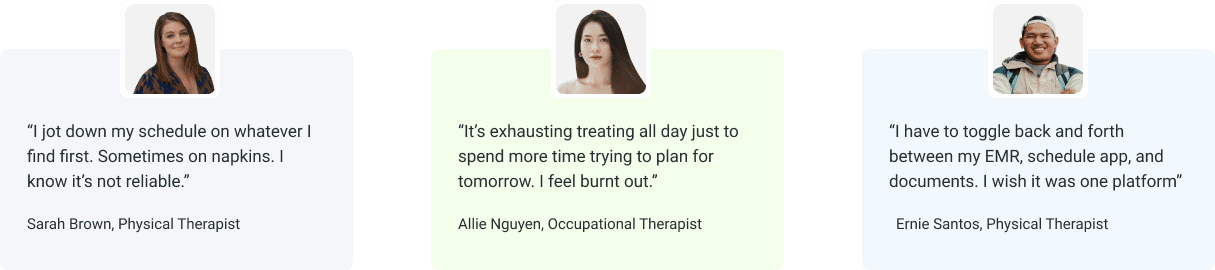 “I jot down my schedule on whatever I
find first. Sometimes on napkins. I
know it’s not reliable.”
Sarah Brown, Physical Therapist
“It’s exhausting treating all day just to
spend more time trying to plan for
tomorrow. I feel burnt out.”
Allie Nguyen, Occupational Therapist
“I have to toggle back and forth
between my EMR, schedule app, and
documents. I wish it was one platform”
Ernie Santos, Physical Therapist